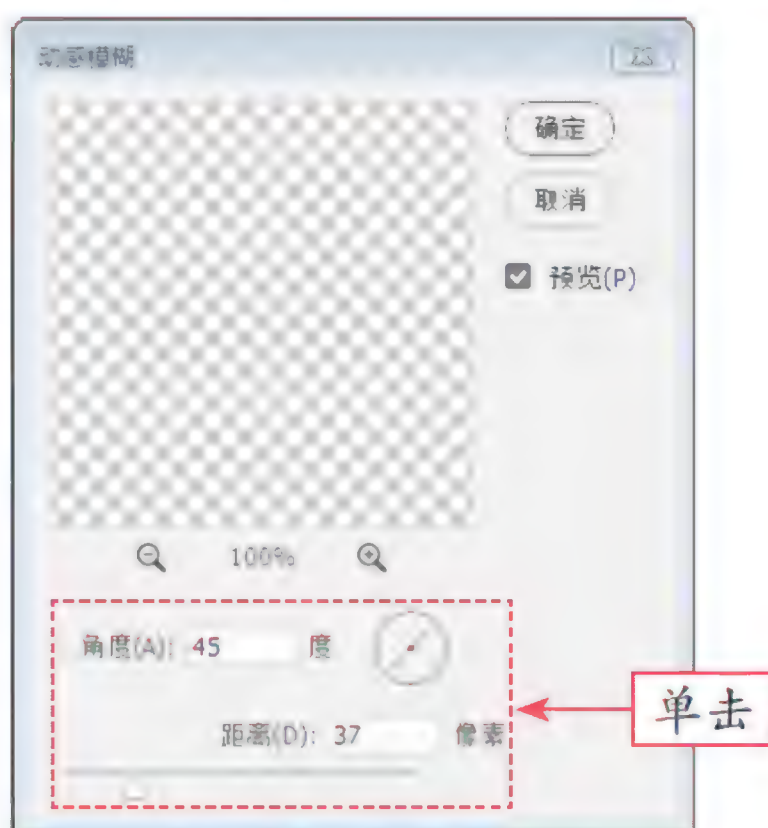 动感模糊
确定
取消
预览(P)
100%
角度(A): 45 度
距离(D): 37 像素
单击